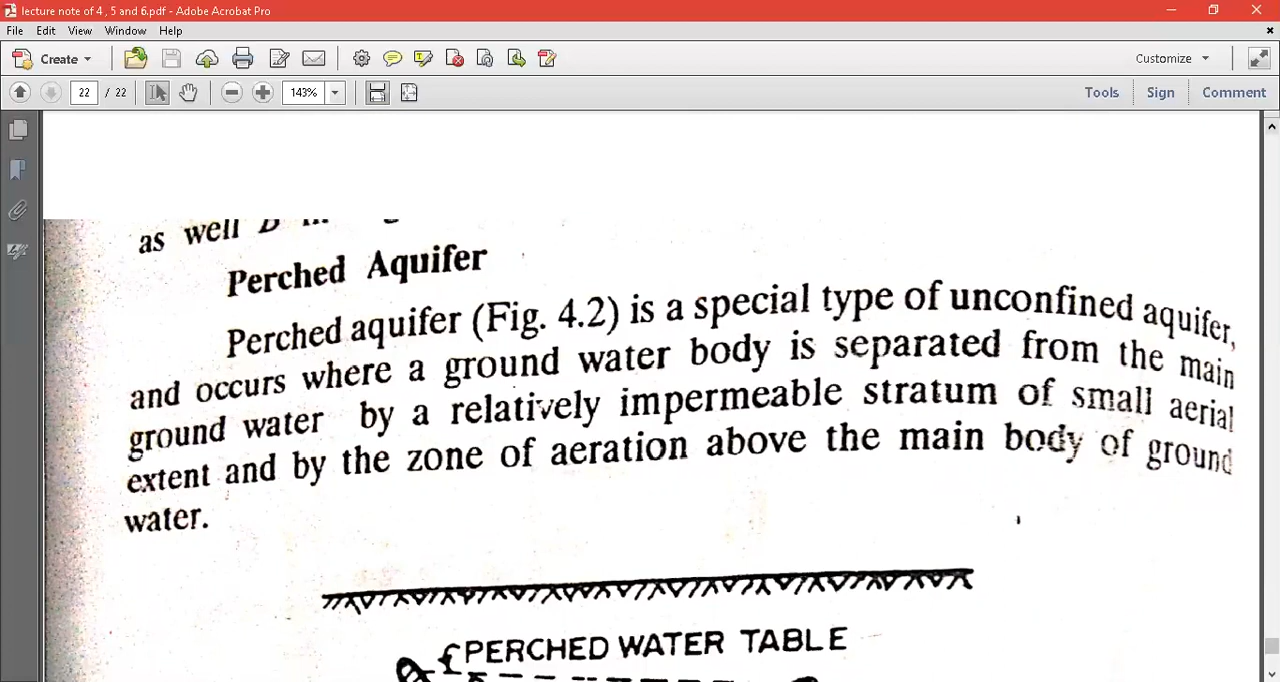 lecture note of 4 , 5 and 6.pdf - Adobe Acrobat Pro
File Edit View Window Help
Create Customize
22 / 22 143% Tools Sign Comment
as well B
Perched Aquifer
Perched aquifer (Fig. 4.2) is a special type of unconfined aquifer,
and occurs where a ground water body is separated from the main
ground water by a relatively impermeable stratum of small aerial
extent and by the zone of aeration above the main body of ground
water.
PERCHED WATER TABLE